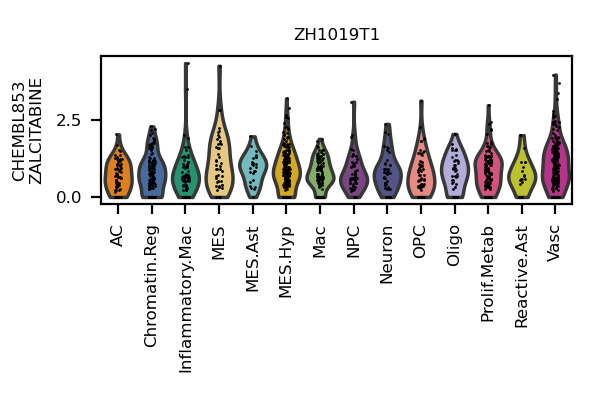 ZH1019T1
CHEMBL853
ZALCITABINE
2.5
0.0
AC
Chromatin.Reg
Inflammatory.Mac
MES
MES.Ast
MES.Hyp
Mac
NPC
Neuron
OPC
Oligo
Prolif.Metab
Reactive.Ast
Vasc